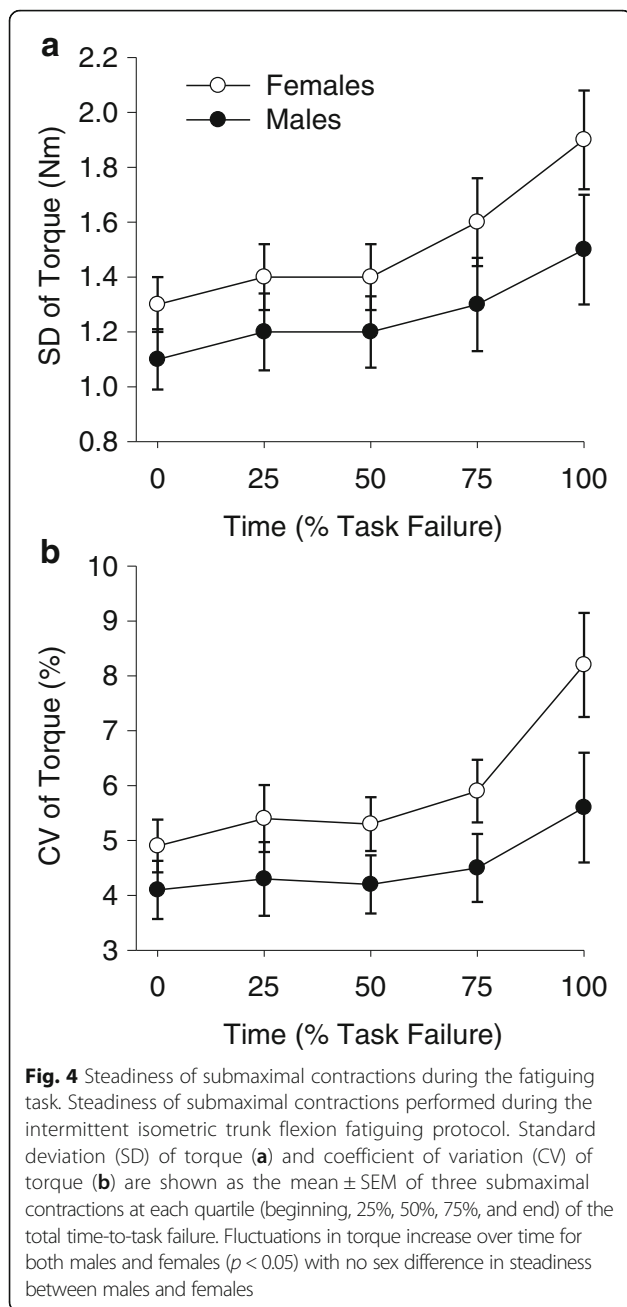 a
2.2
2.0
1.8
1.6
1.4
1.2
1.0
0.8
SD of Torque (Nm)
Females
Males
0 25 50 75 100
Time (% Task Failure)
b
10
9
8
7
6
5
4
3
CV of Torque (%)
0 25 50 75 100
Time (% Task Failure)
Fig. 4 Steadiness of submaximal contractions during the fatiguing
task. Steadiness of submaximal contractions performed during the
intermittent isometric trunk flexion fatiguing protocol. Standard
deviation (SD) of torque (a) and coefficient of variation (CV) of
torque (b) are shown as the mean ± SEM of three submaximal
contractions at each quartile (beginning, 25%, 50%, 75%, and end) of the
total time-to-task failure. Fluctuations in torque increase over time for
both males and females (p < 0.05) with no sex difference in steadiness
between males and females